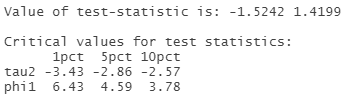 Value of test-statistic is: -1.5242 1.4199
Critical values for test statistics:
1pct 5pct 10pct
tau2 -3.43 -2.86 -2.57
phi1 6.43 4.59 3.78